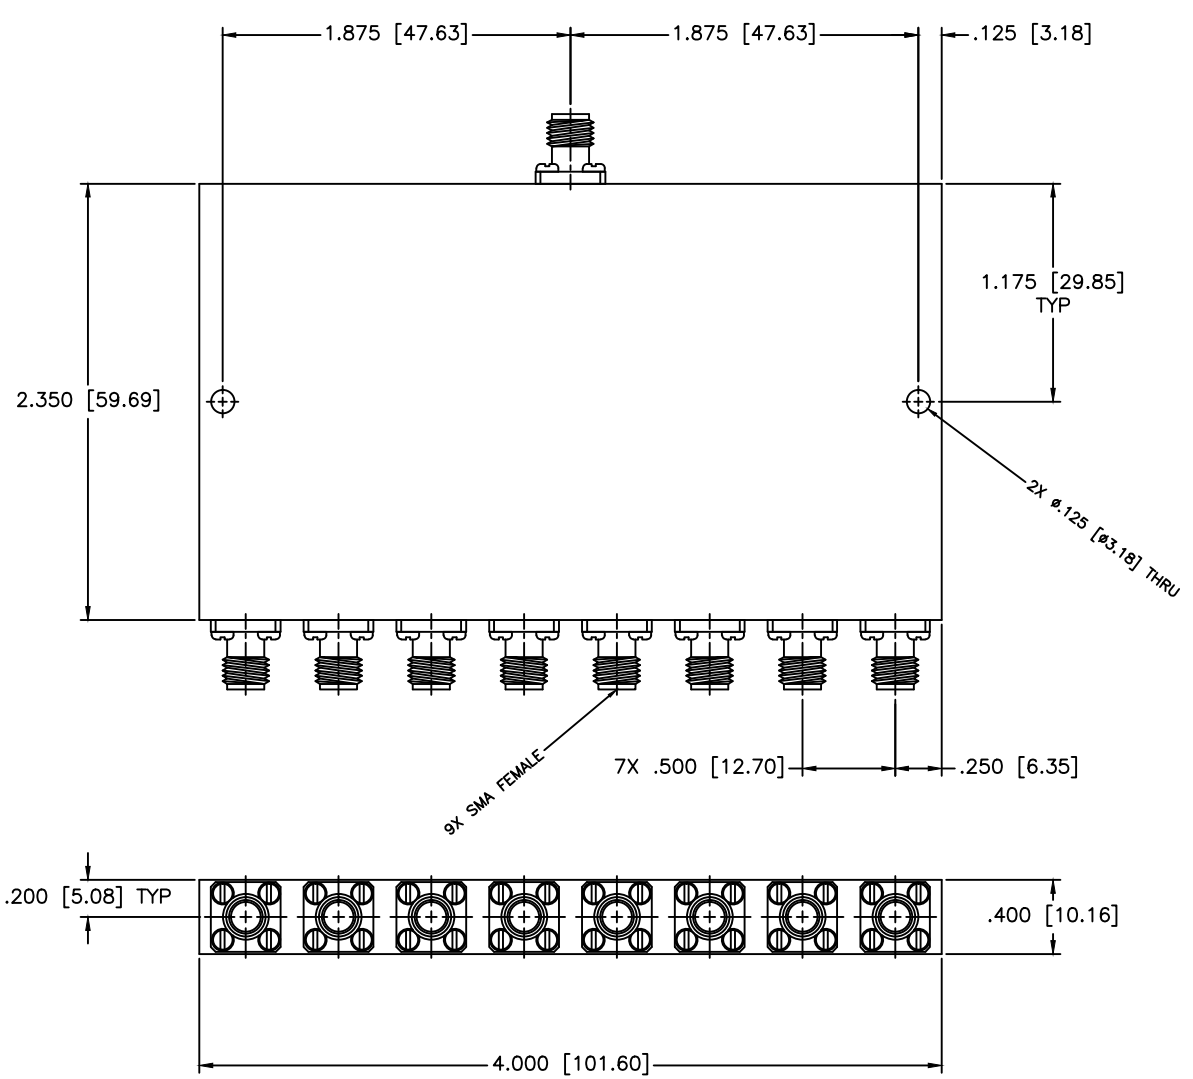 1.875 [47.63]
1.875 [47.63]
.125 [3.18]
1.175 [29.85]
TYP
2.350 [59.69]
2X ø.125 [ø3.18] THRU
7X .500 [12.70]
.250 [6.35]
9X SMA FEMALE
.200 [5.08] TYP
.400 [10.16]
4.000 [101.60]